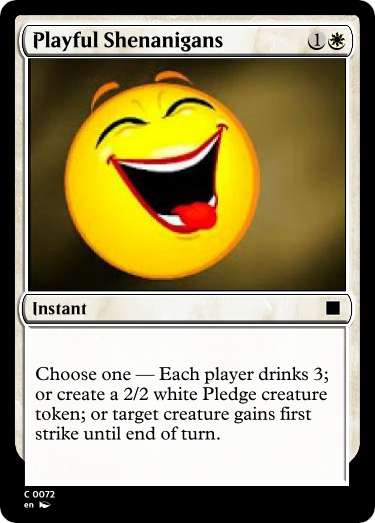 Playful Shenanigans 1
Instant
Choose one — Each player drinks 3;
or create a 2/2 white Pledge creature
token; or target creature gains first
strike until end of turn.
C 0072
en